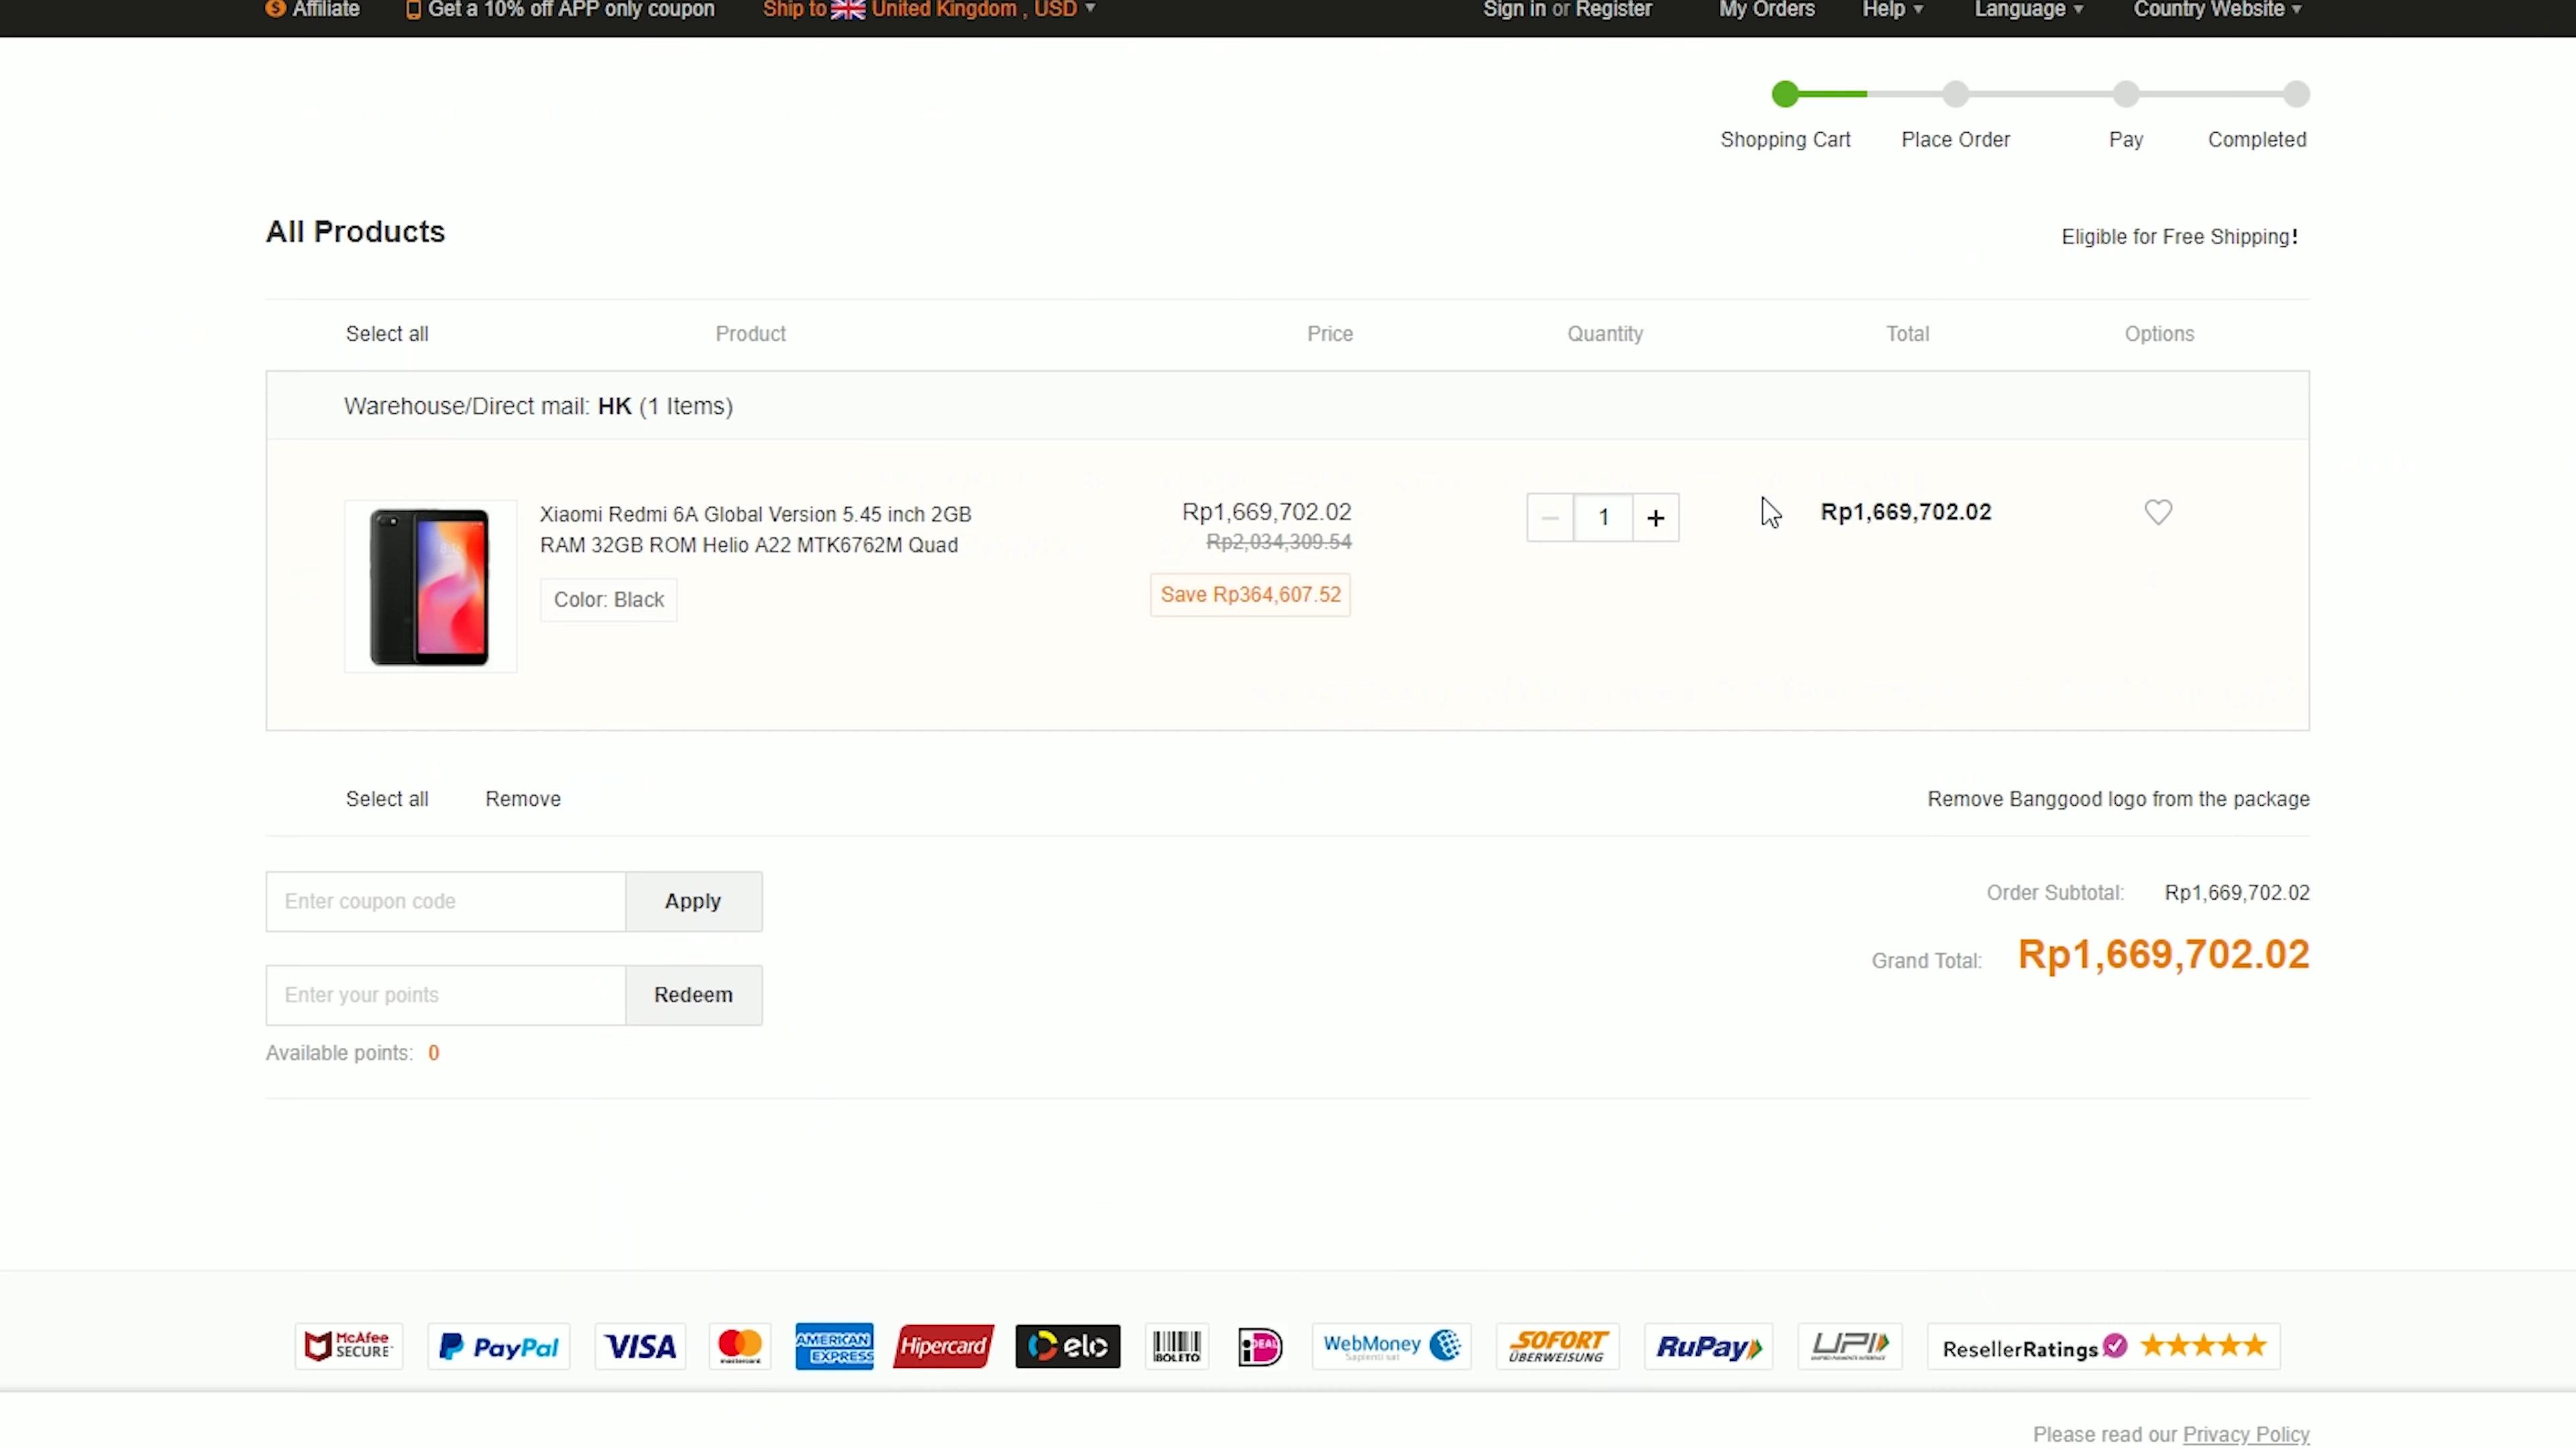 Affiliate Get a 10% off APP only coupon Ship to United Kingdom , USD Sign in or Register My Orders Help Language Country Website
Shopping Cart Place Order Pay Completed
All Products
Eligible for Free Shipping!
Select all Product Price Quantity Total Options
Warehouse/Direct mail: HK (1 Items)
Xiaomi Redmi 6A Global Version 5.45 inch 2GB
RAM 32GB ROM Helio A22 MTK6762M Quad
Color: Black
Rp1,669,702.02
Rp2,034,309.54
Save Rp364,607.52
− 1 +
Rp1,669,702.02
Select all Remove
Remove Banggood logo from the package
Enter coupon code Apply
Order Subtotal: Rp1,669,702.02
Grand Total: Rp1,669,702.02
Enter your points Redeem
Available points: 0
McAfee
SECURE
PayPal
VISA
mastercard
AMERICAN
EXPRESS
Hipercard
elo
BOLETO
iDEAL
WebMoney
SOFORT
ÜBERWEISUNG
RuPay
UPI
ResellerRatings
Please read our Privacy Policy